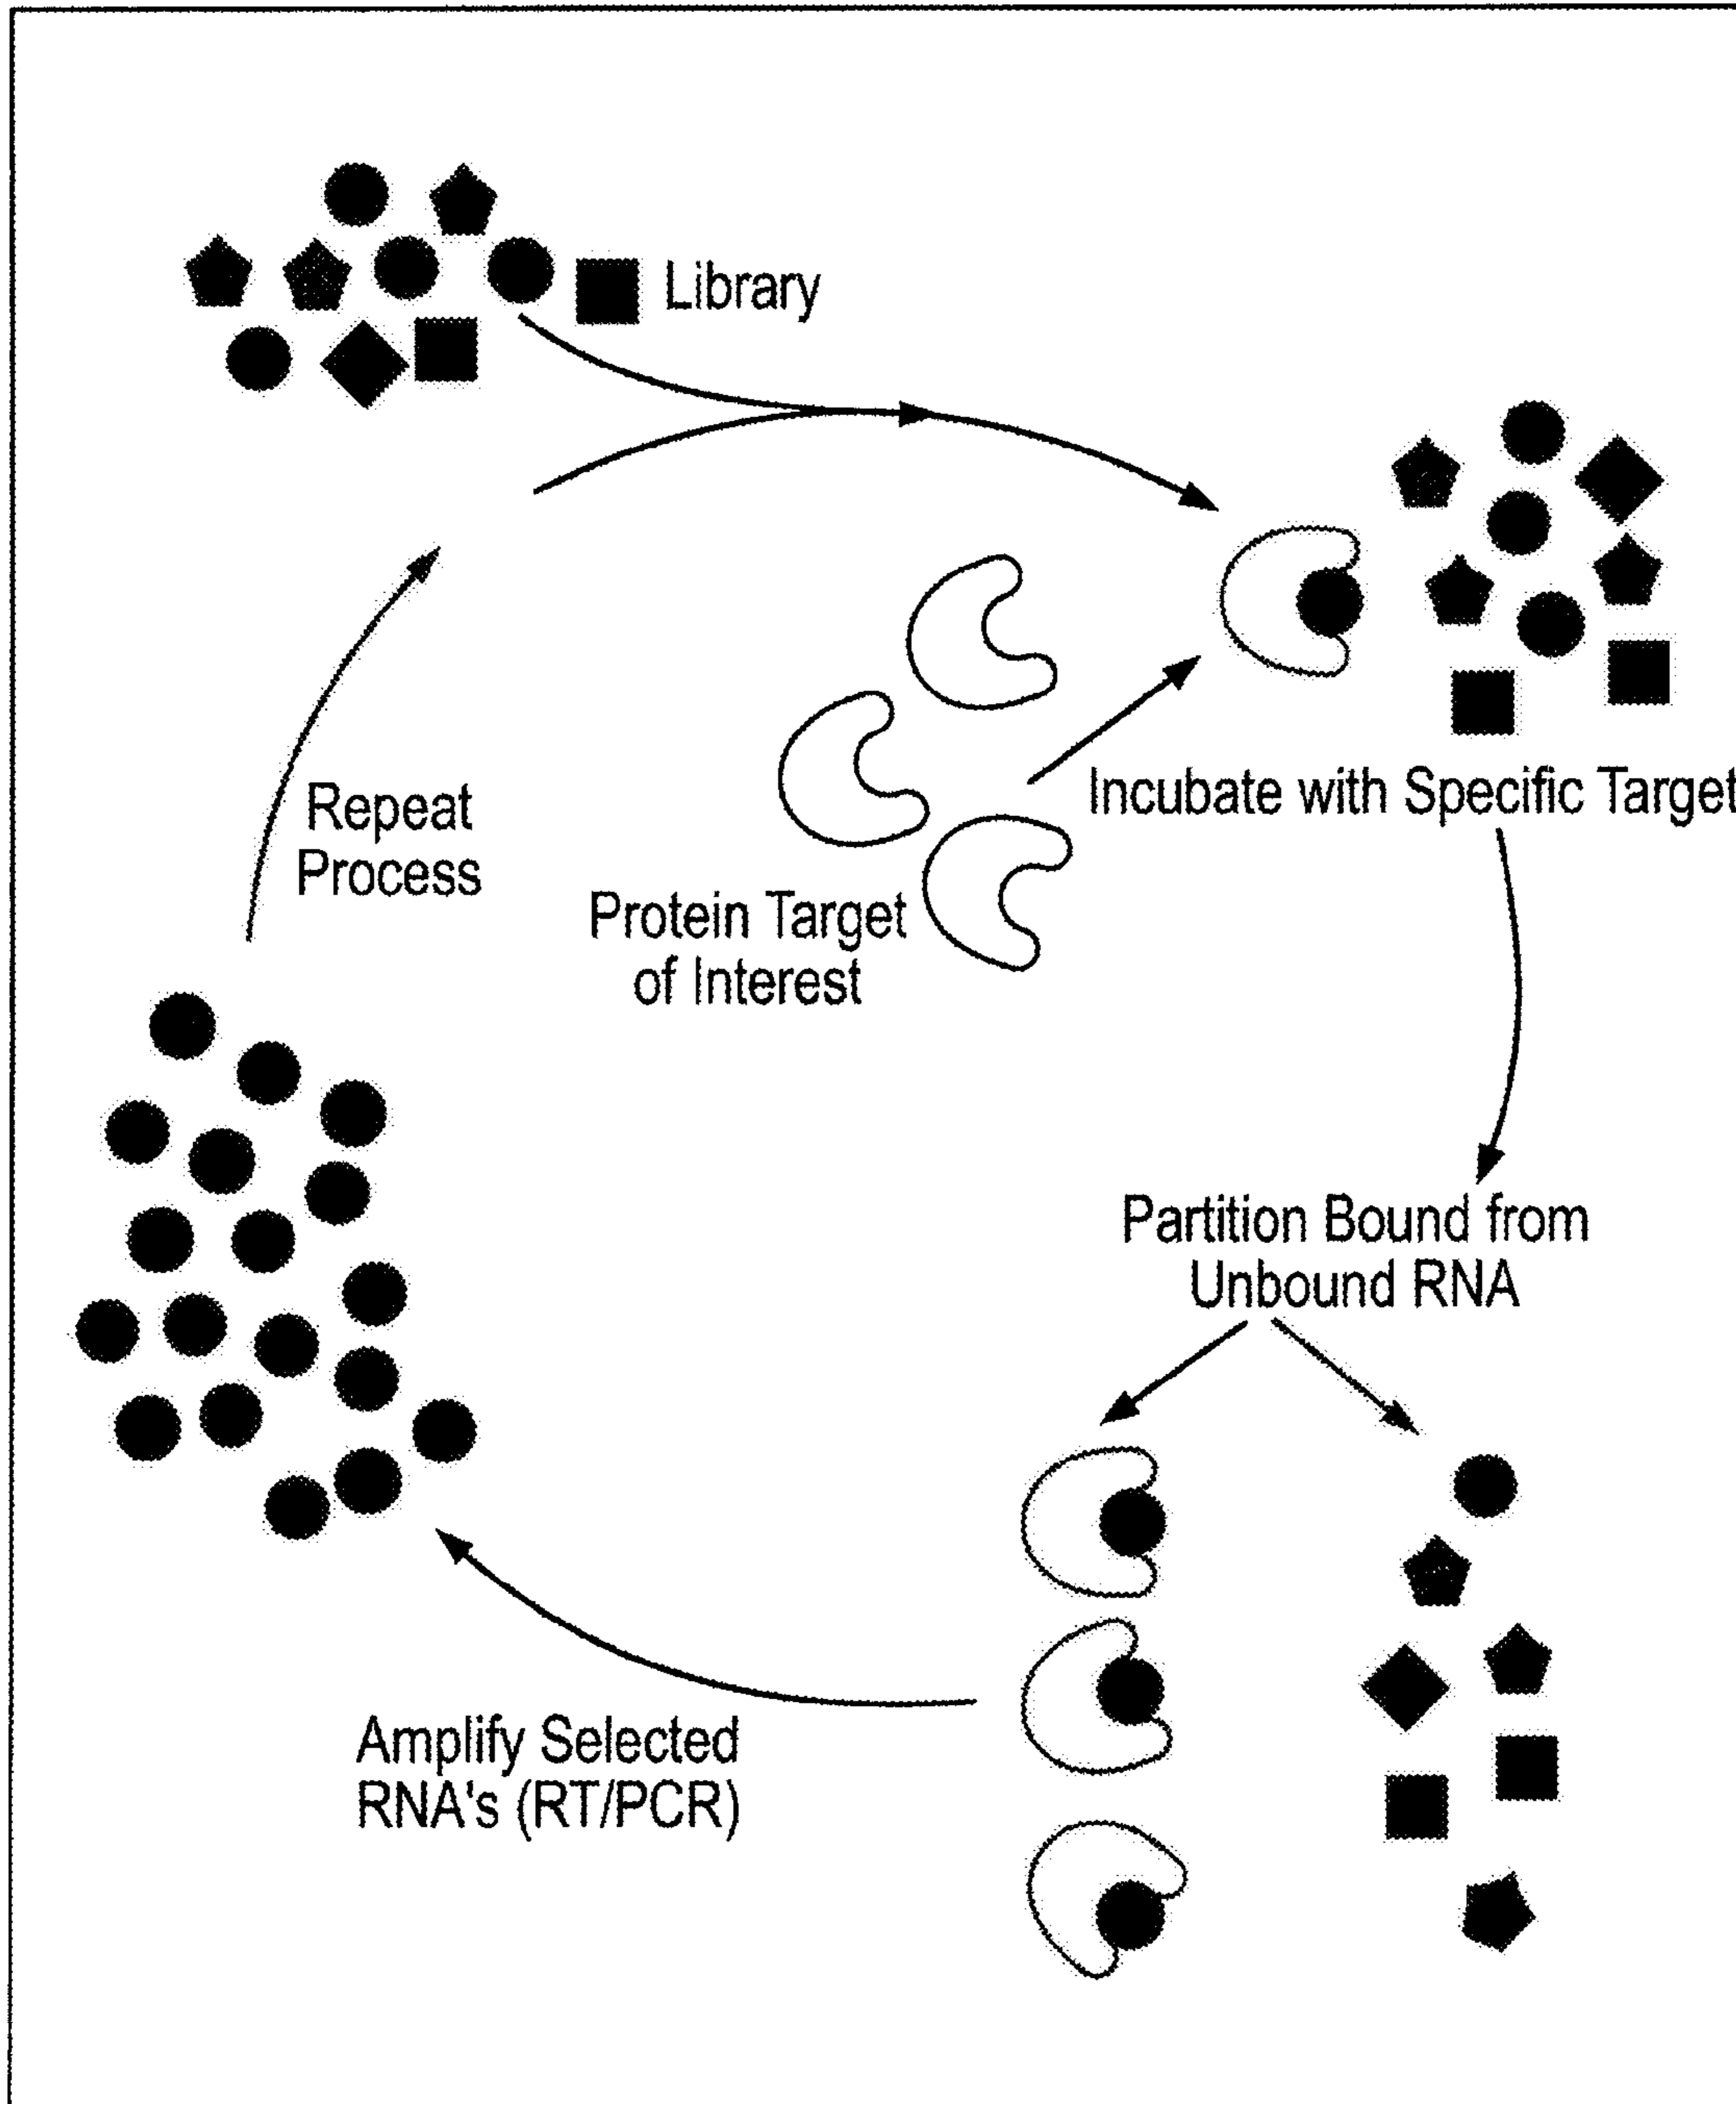 Library
Incubate with Specific Target
Repeat
Process
Protein Target
of Interest
Partition Bound from
Unbound RNA
Amplify Selected
RNA's (RT/PCR)